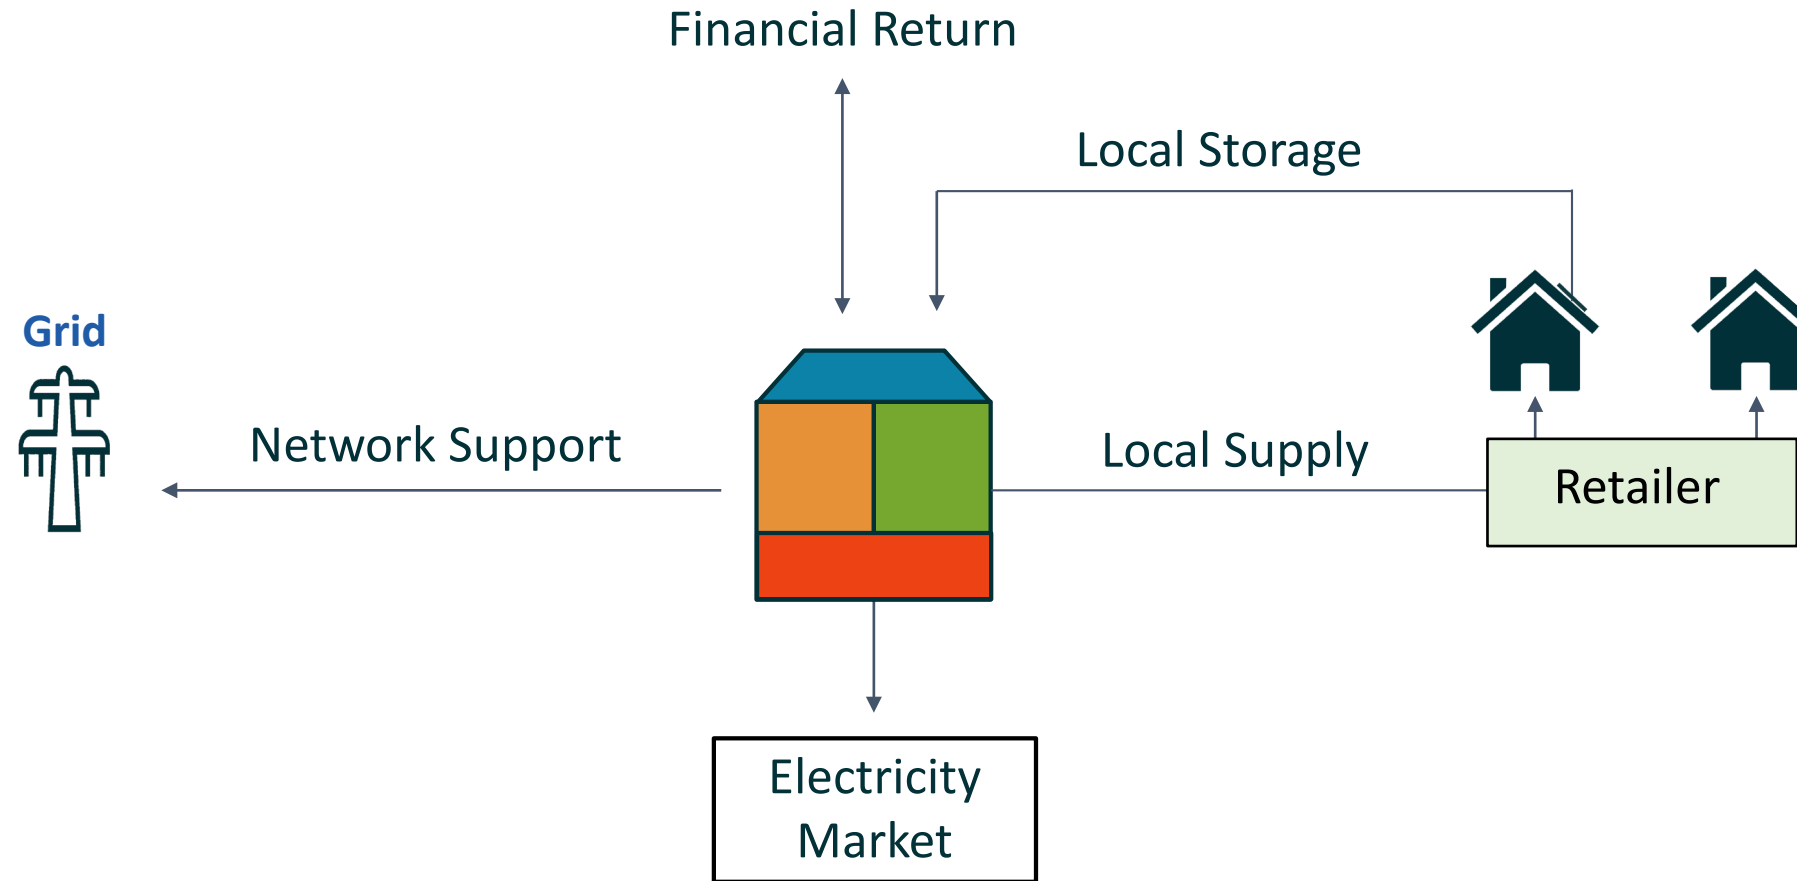 Financial Return
Local Storage
Grid
Network Support
Local Supply
Retailer
Electricity
Market